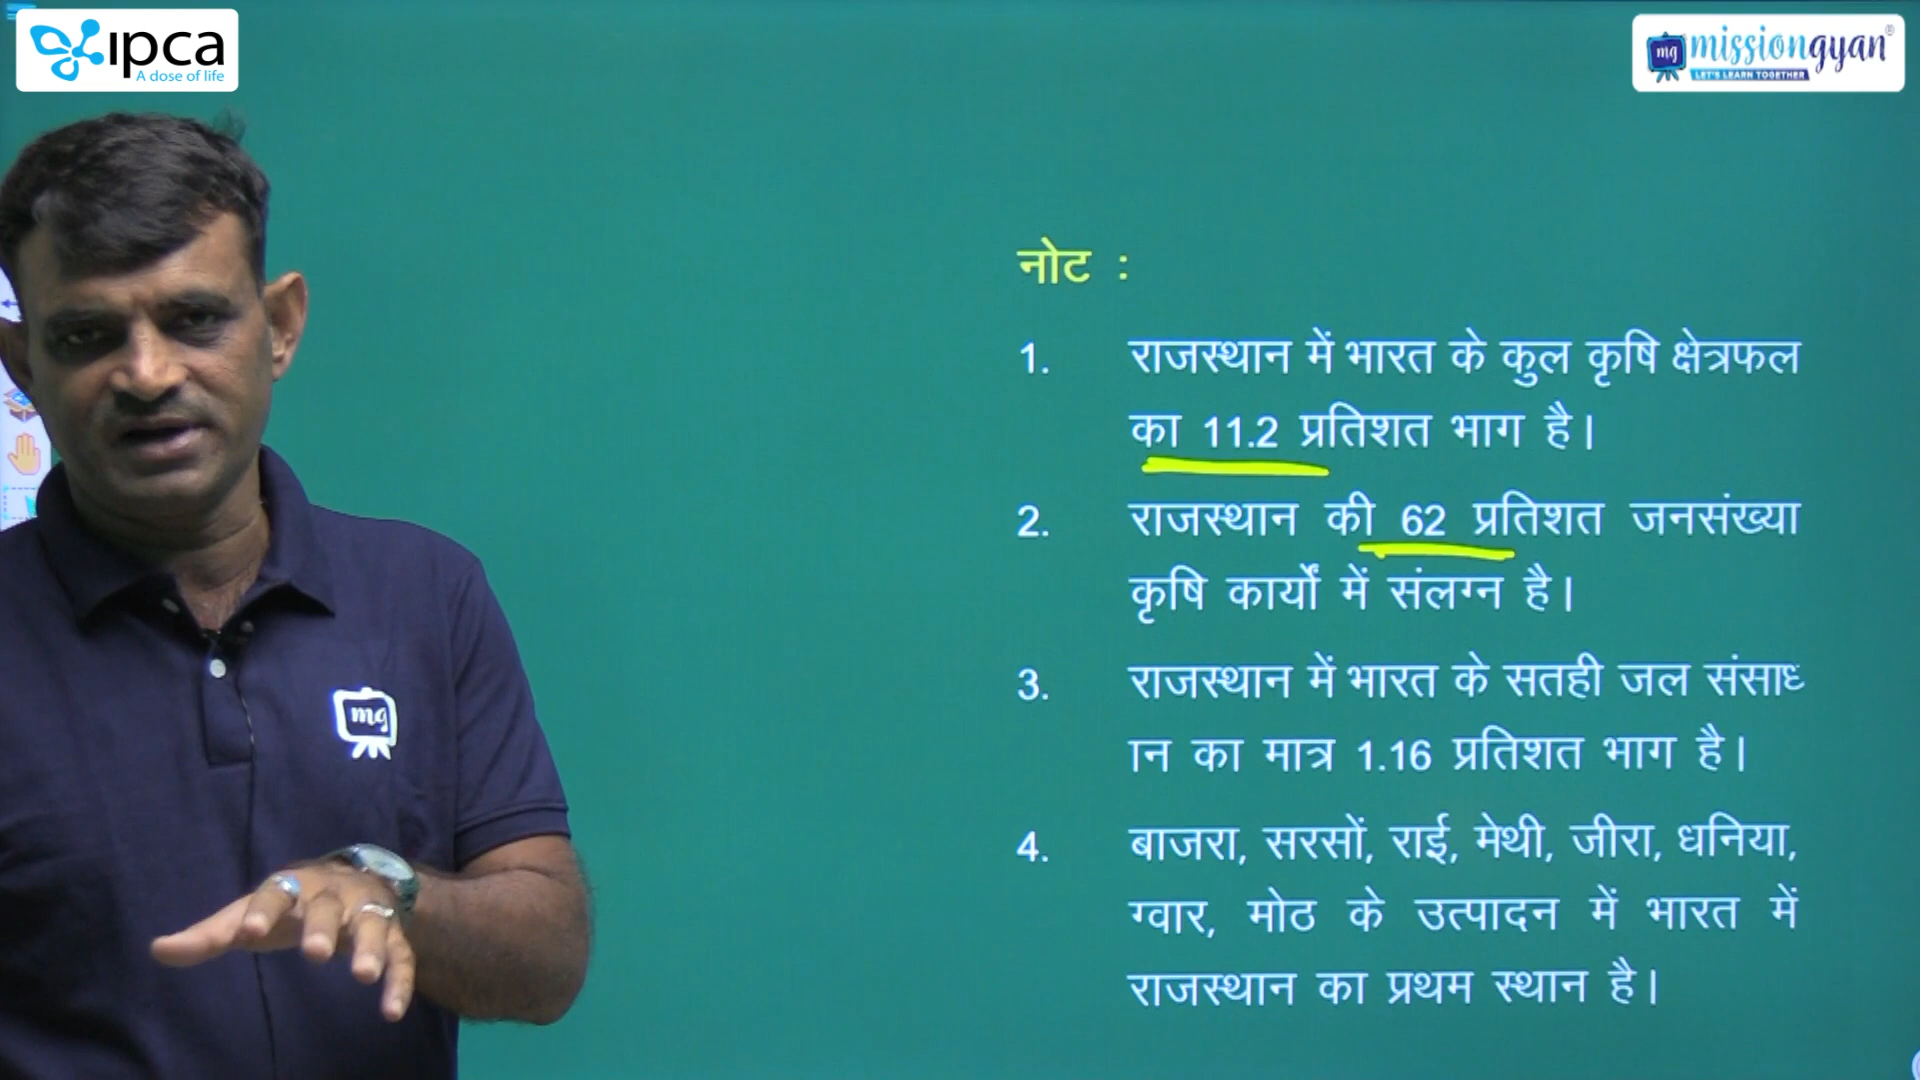 ipca
A dose of life
mg missiongyan®
LET'S LEARN TOGETHER
नोट :
1. राजस्थान में भारत के कुल कृषि क्षेत्रफल
का 11.2 प्रतिशत भाग है।
2. राजस्थान की 62 प्रतिशत जनसंख्या
कृषि कार्यों में संलग्न है।
3. राजस्थान में भारत के सतही जल संसाध
ान का मात्र 1.16 प्रतिशत भाग है।
4. बाजरा, सरसों, राई, मेथी, जीरा, धनिया,
ग्वार, मोठ के उत्पादन में भारत में
राजस्थान का प्रथम स्थान है।
mg